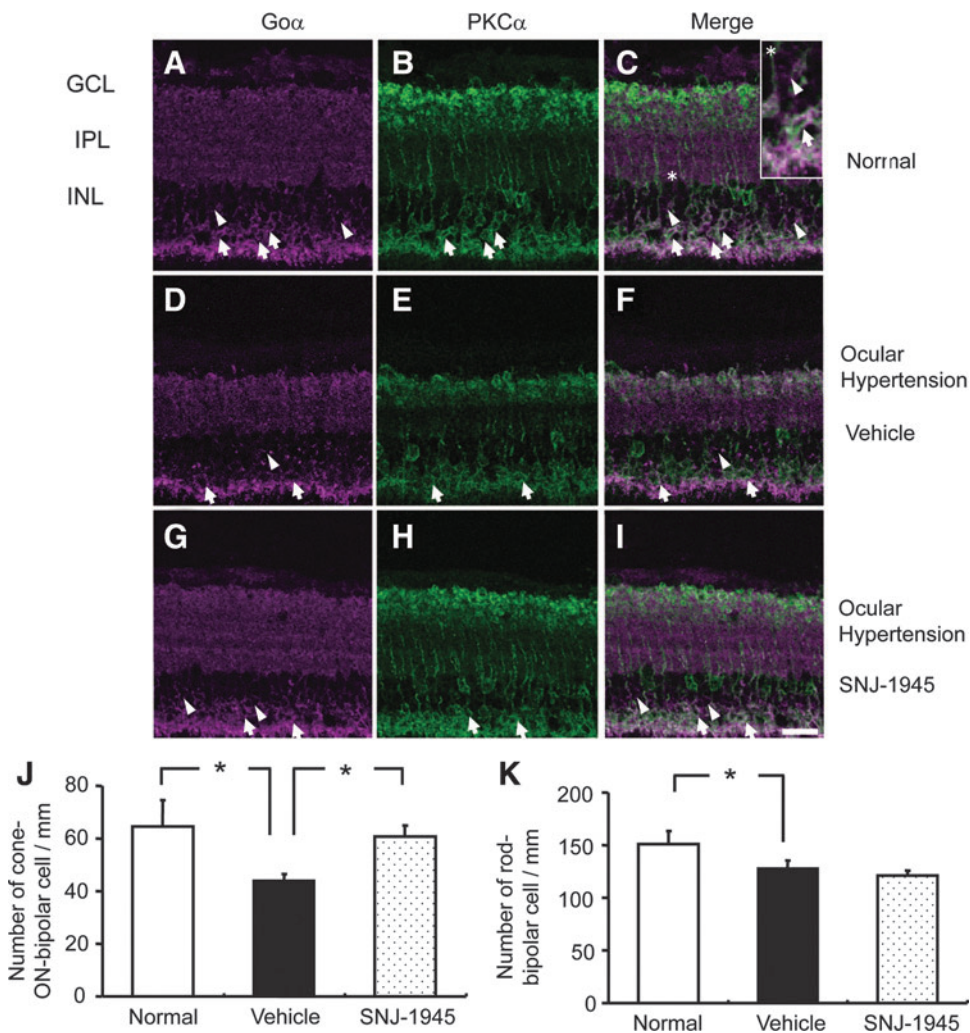 Goα PKCα Merge
A B C *
GCL
IPL
INL
*
Normal
D E F
Ocular
Hypertension
Vehicle
G H I
Ocular
Hypertension
SNJ-1945
J
* *
Number of cone-
ON-bipolar cell / mm
80
60
40
20
0
Normal Vehicle SNJ-1945
K
*
Number of rod-
bipolar cell / mm
200
150
100
50
0
Normal Vehicle SNJ-1945